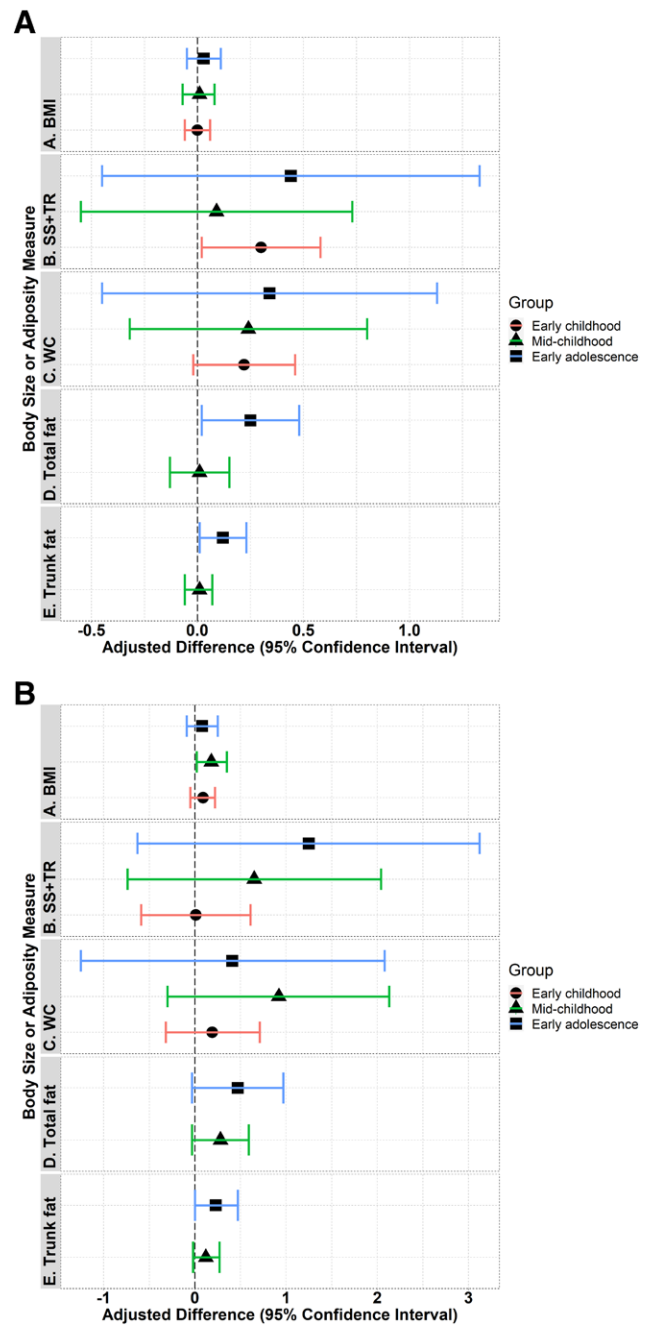 A
A. BMI
B. SS+TR
C. WC
D. Total fat
E. Trunk fat
Body Size or Adiposity Measure
-0.5 0.0 0.5 1.0
Adjusted Difference (95% Confidence Interval)
Group
Early childhood
Mid-childhood
Early adolescence
B
A. BMI
B. SS+TR
C. WC
D. Total fat
E. Trunk fat
Body Size or Adiposity Measure
-1 0 1 2 3
Adjusted Difference (95% Confidence Interval)
Group
Early childhood
Mid-childhood
Early adolescence